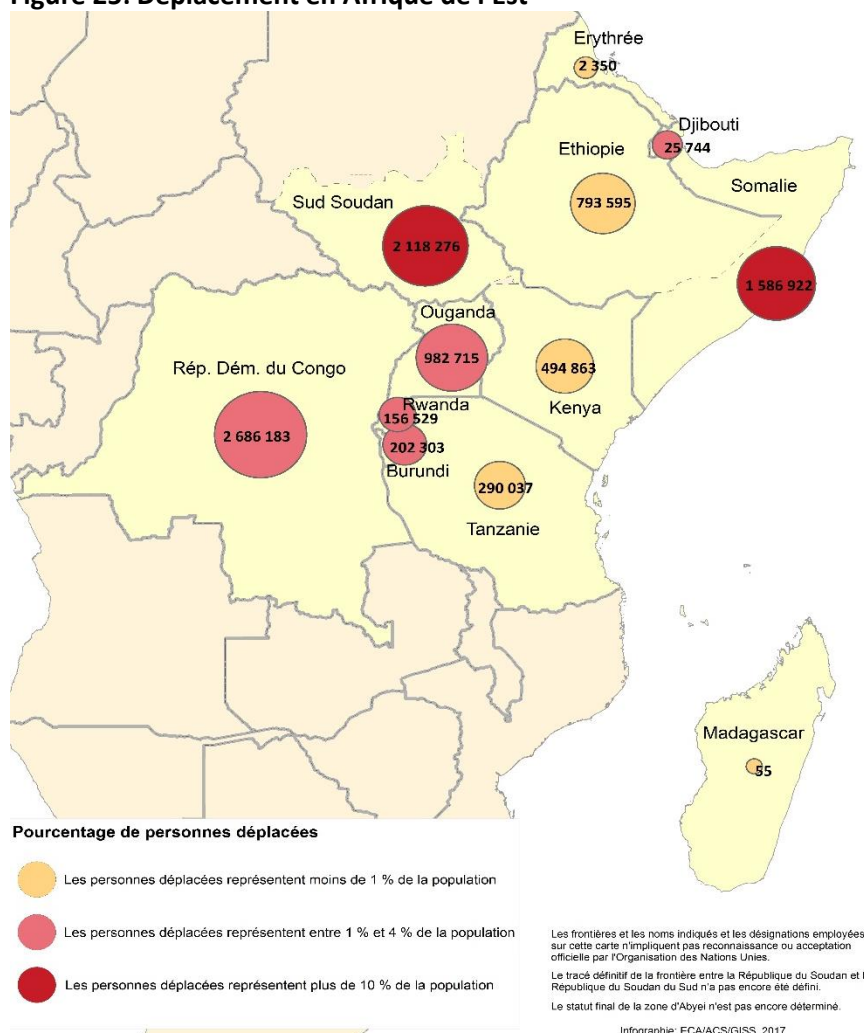 Figure 25: Déplacement en Afrique de l'Est
Erythrée
2 350
Djibouti
25 744
Ethiopie
793 595
Somalie
Sud Soudan
2 118 276
1 586 922
Ouganda
982 715
494 863
Kenya
Rép. Dém. du Congo
2 686 183
Rwanda
156 529
202 303
Burundi
290 037
Tanzanie
Madagascar
55
Pourcentage de personnes déplacées
Les personnes déplacées représentent moins de 1 % de la population
Les personnes déplacées représentent entre 1 % et 4 % de la population
Les personnes déplacées représentent plus de 10 % de la population
Les frontières et les noms indiqués et les désignations employées
sur cette carte n'impliquent pas reconnaissance ou acceptation
officielle par l'Organisation des Nations Unies.
Le tracé définitif de la frontière entre la République du Soudan et l
République du Soudan du Sud n'a pas encore été défini.
Le statut final de la zone d'Abyei n'est pas encore déterminé.
Infographie: ECA/ACS/GISS, 2017